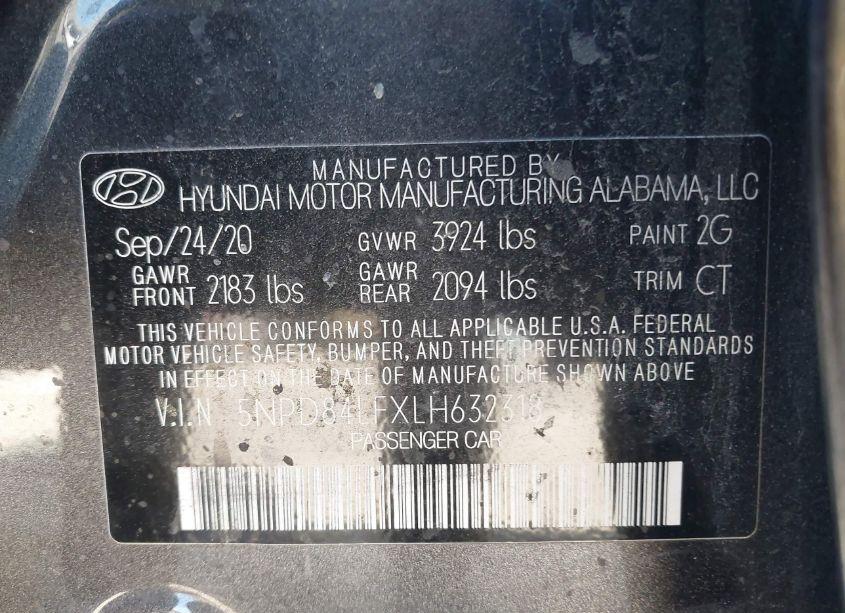 MANUFACTURED BY
HYUNDAI MOTOR MANUFACTURING ALABAMA, LLC
Sep/24/20 GVWR 3924 lbs PAINT 2G
GAWR FRONT 2183 lbs GAWR REAR 2094 lbs TRIM CT
THIS VEHICLE CONFORMS TO ALL APPLICABLE U.S.A. FEDERAL
MOTOR VEHICLE SAFETY, BUMPER, AND THEFT PREVENTION STANDARDS
IN EFFECT ON THE DATE OF MANUFACTURE SHOWN ABOVE
V.I.N 5NPD84LFXLH632318
PASSENGER CAR